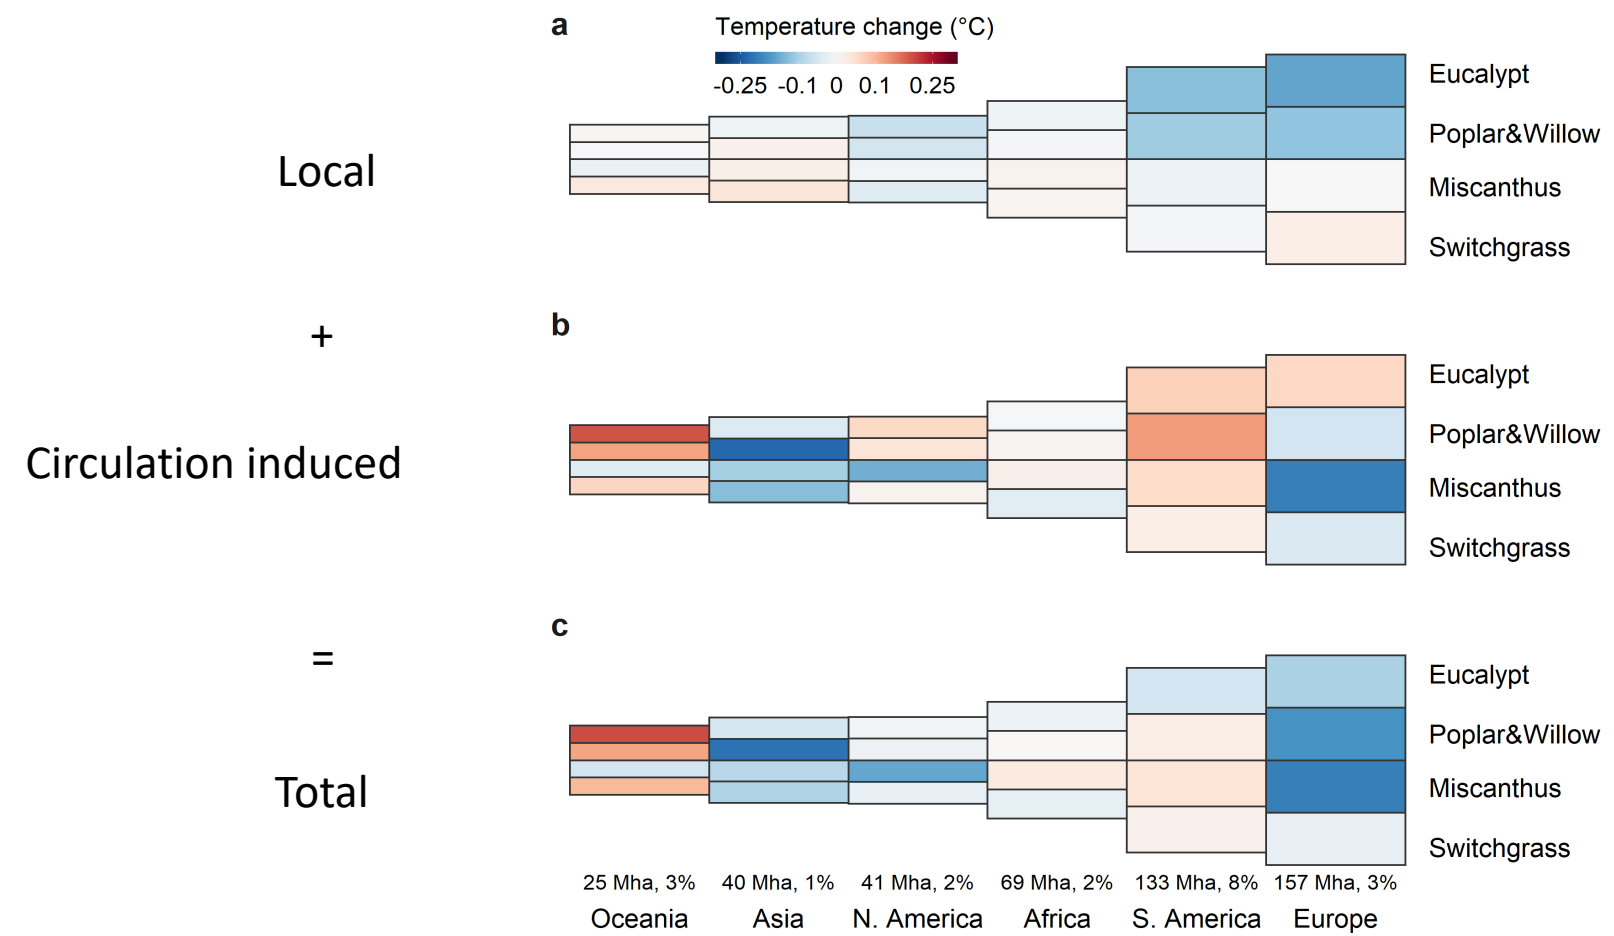 a
Temperature change (°C)
-0.25 -0.1 0 0.1 0.25
Eucalypt
Poplar&Willow
Local
Miscanthus
Switchgrass
+
b
Eucalypt
Poplar&Willow
Circulation induced
Miscanthus
Switchgrass
c
=
Eucalypt
Poplar&Willow
Total
Miscanthus
Switchgrass
25 Mha, 3% 40 Mha, 1% 41 Mha, 2% 69 Mha, 2% 133 Mha, 8% 157 Mha, 3%
Oceania Asia N. America Africa S. America Europe